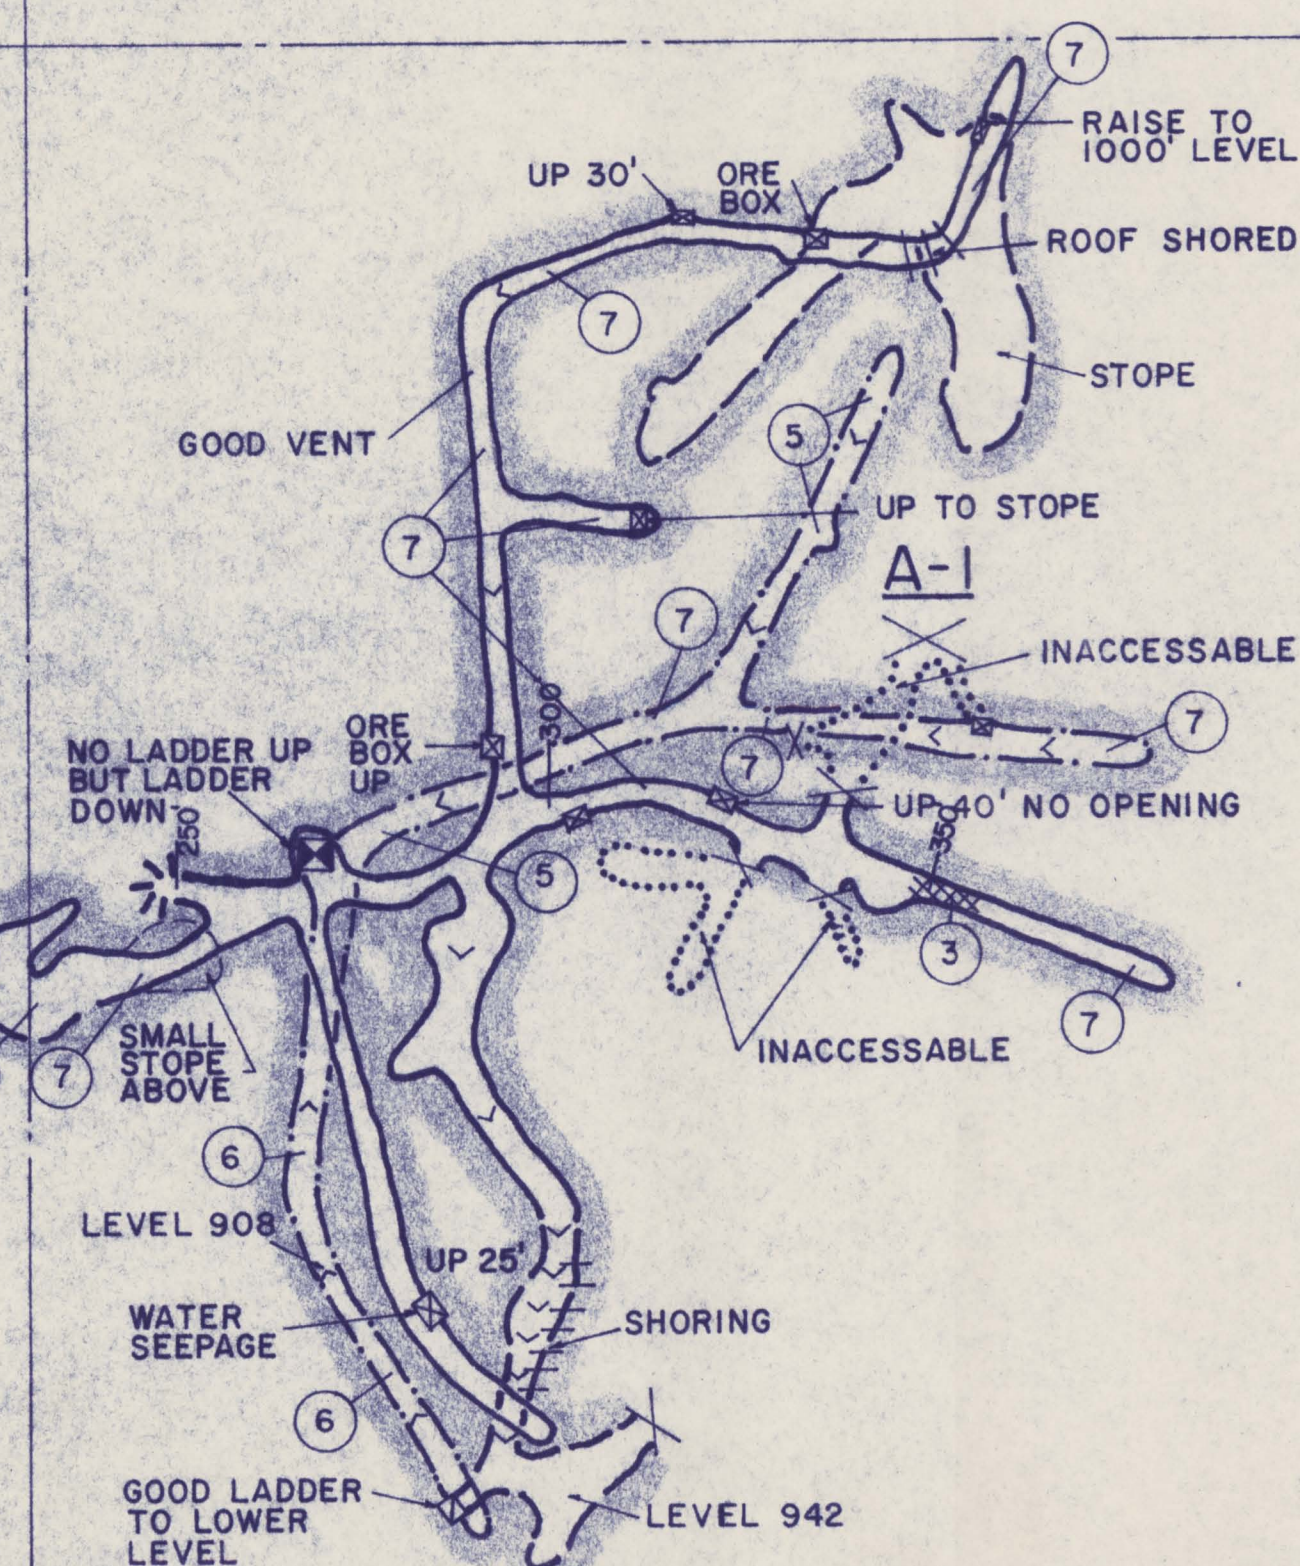 7
RAISE TO
1000' LEVEL
UP 30'
ORE
BOX
ROOF SHORED
7
STOPE
GOOD VENT
5
UP TO STOPE
7
A-1
7
INACCESSABLE
300
7
ORE
BOX
UP
NO LADDER UP
BUT LADDER
DOWN
7
250
UP 40' NO OPENING
350
5
3
7
INACCESSABLE
SMALL
STOPE
ABOVE
7
6
LEVEL 908
UP 25'
WATER
SEEPAGE
SHORING
6
GOOD LADDER
TO LOWER
LEVEL
LEVEL 942